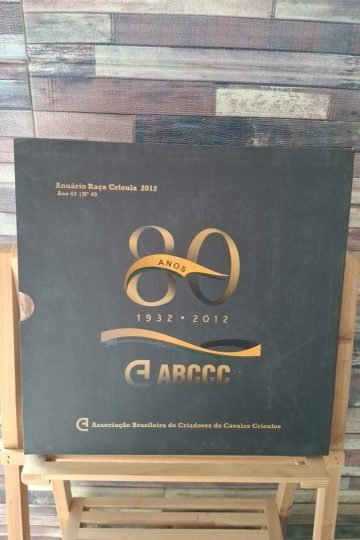 Anuário Raça Crioula 2012
Ano 52 | Nº 49
80
ANOS
1932 • 2012
ABCCC
Associação Brasileira de Criadores de Cavalos Crioulos